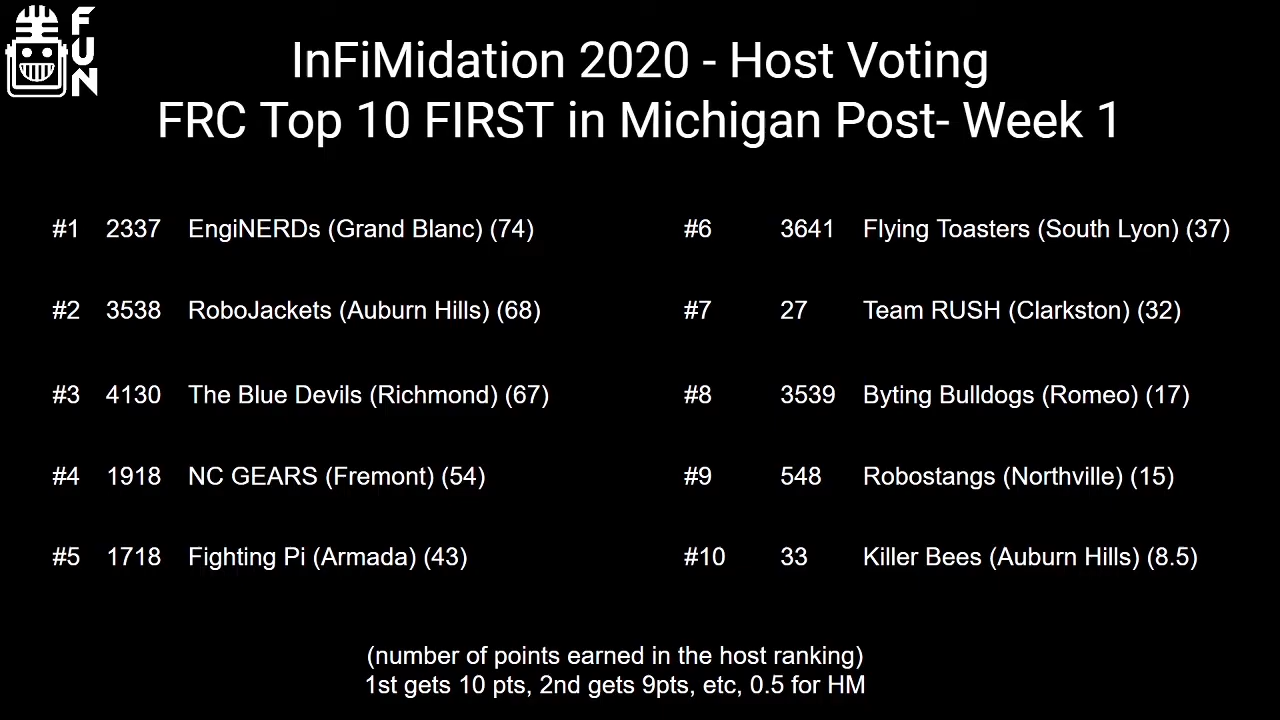 FUN
InFiMidation 2020 - Host Voting
FRC Top 10 FIRST in Michigan Post- Week 1
#1 2337 EngiNERDs (Grand Blanc) (74)
#2 3538 RoboJackets (Auburn Hills) (68)
#3 4130 The Blue Devils (Richmond) (67)
#4 1918 NC GEARS (Fremont) (54)
#5 1718 Fighting Pi (Armada) (43)
#6 3641 Flying Toasters (South Lyon) (37)
#7 27 Team RUSH (Clarkston) (32)
#8 3539 Byting Bulldogs (Romeo) (17)
#9 548 Robostangs (Northville) (15)
#10 33 Killer Bees (Auburn Hills) (8.5)
(number of points earned in the host ranking)
1st gets 10 pts, 2nd gets 9pts, etc, 0.5 for HM